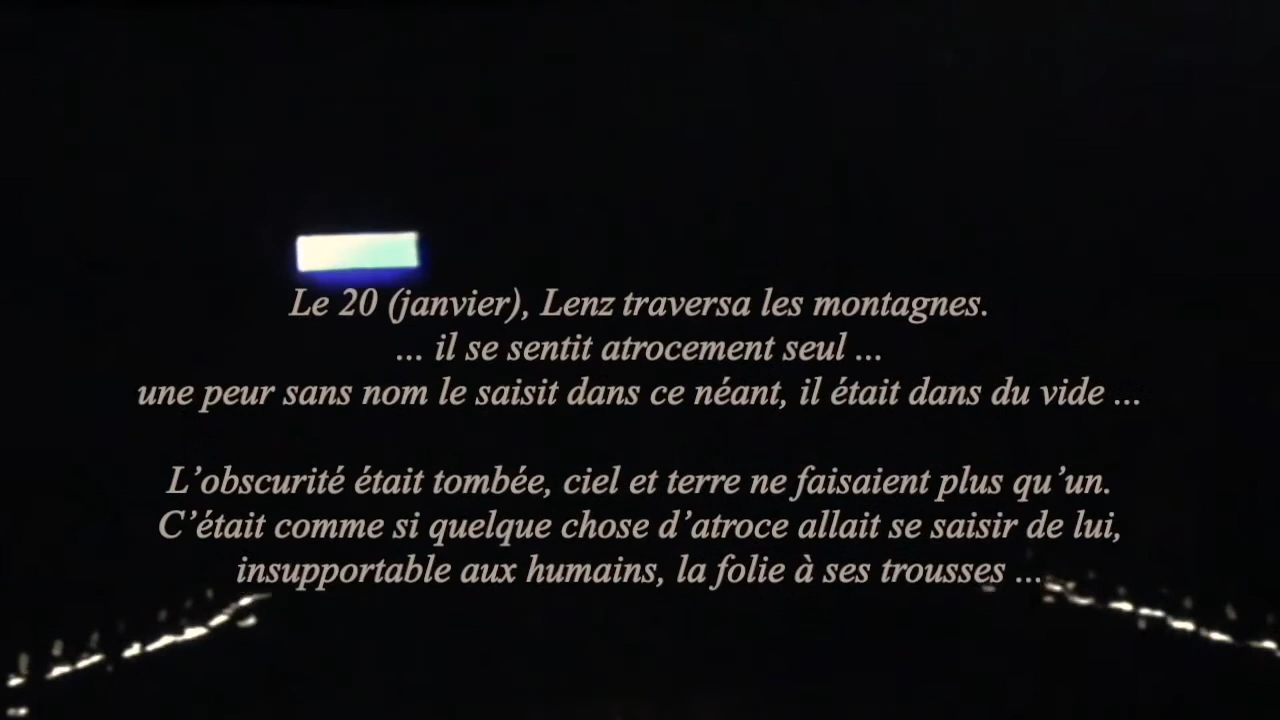 Le 20 (janvier), Lenz traversa les montagnes.
... il se sentit atrocement seul ...
une peur sans nom le saisit dans ce néant, il était dans du vide ...
L’obscurité était tombée, ciel et terre ne faisaient plus qu’un.
C’était comme si quelque chose d’atroce allait se saisir de lui,
insupportable aux humains, la folie à ses trousses ...